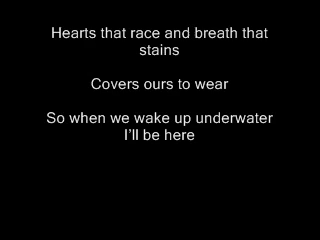 Hearts that race and breath that
stains
Covers ours to wear
So when we wake up underwater
I’ll be here